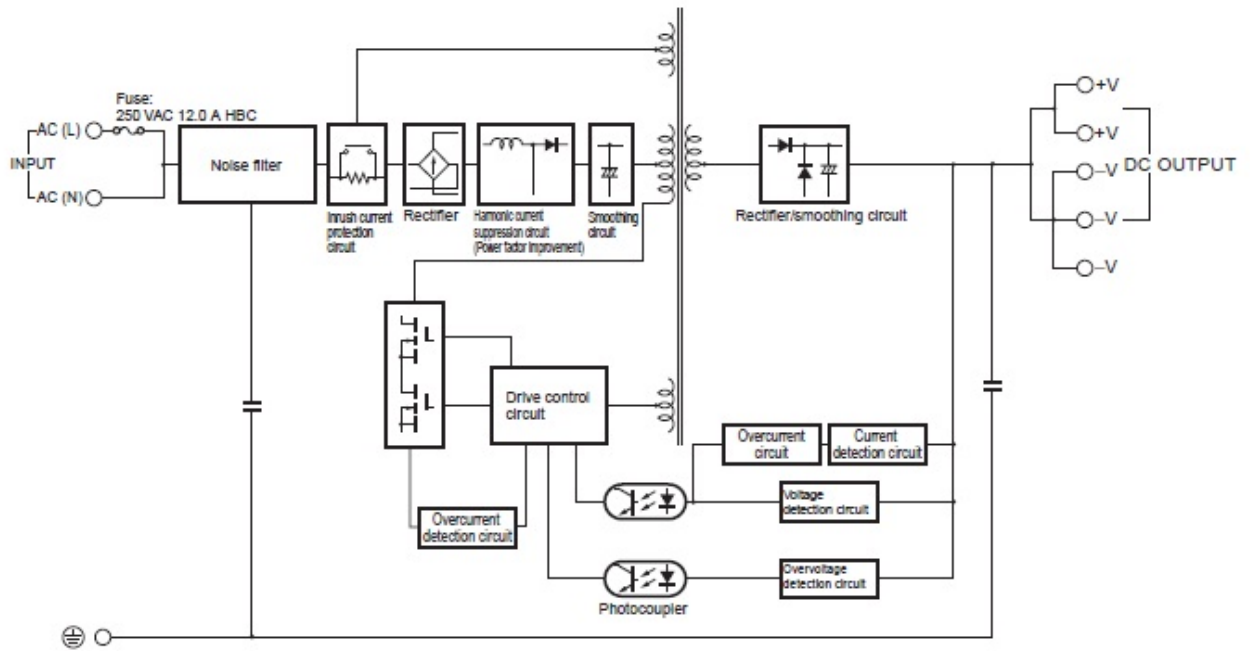 Fuse:
250 VAC 12.0 A HBC
AC (L)
INPUT
AC (N)
Noise filter
Inrush current
protection
circuit
Rectifier
Harmonic current
suppression circuit
(Power factor improvement)
Smoothing
circuit
Rectifier/smoothing circuit
+V
+V
–V
DC OUTPUT
–V
–V
Drive control
circuit
Overcurrent
detection circuit
Overcurrent
circuit
Current
detection circuit
Voltage
detection circuit
Overvoltage
detection circuit
Photocoupler